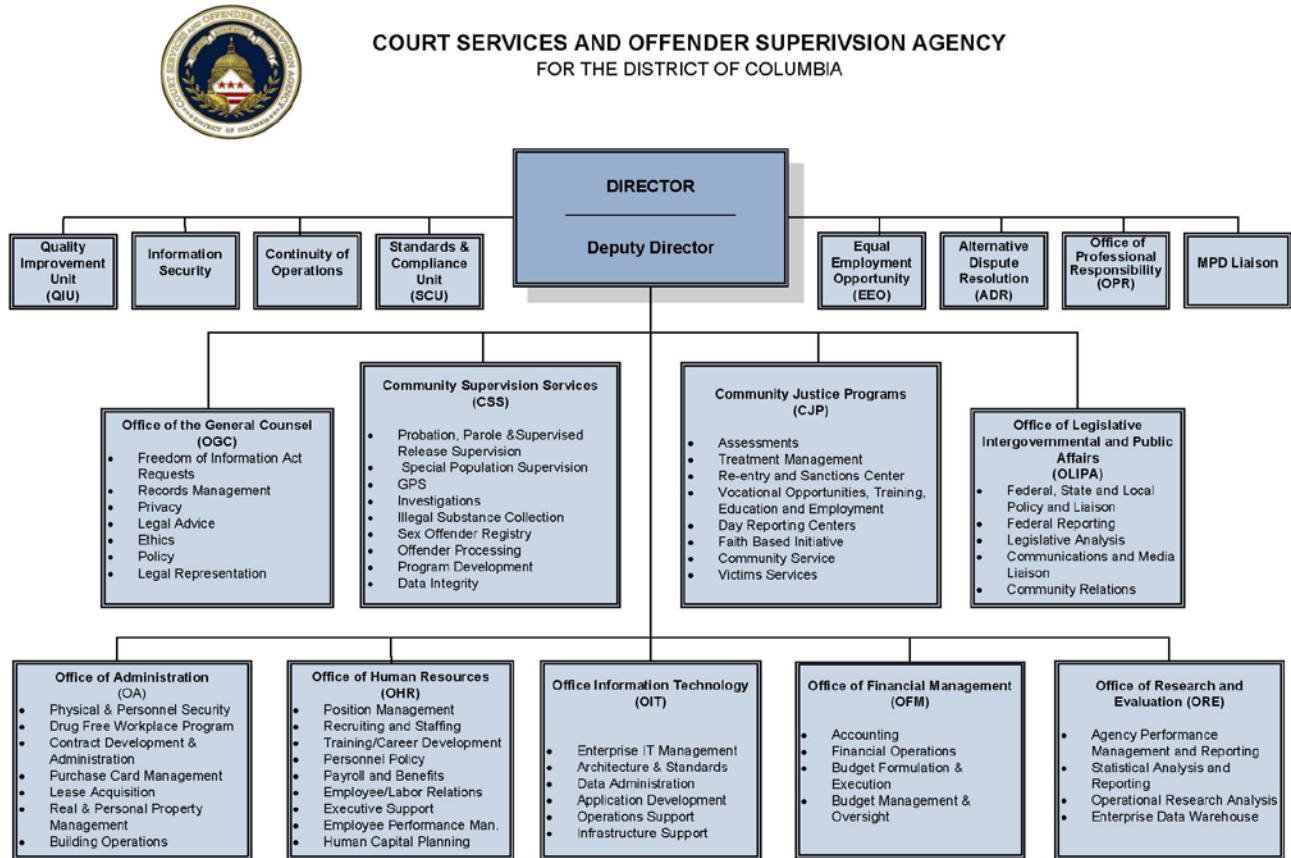 COURT SERVICES AND OFFENDER SUPERVISION AGENCY
DISTRICT OF COLUMBIA
COURT SERVICES AND OFFENDER SUPERIVSION AGENCY
FOR THE DISTRICT OF COLUMBIA
DIRECTOR
Deputy Director
Quality
Improvement
Unit
(QIU)
Information
Security
Continuity of
Operations
Standards &
Compliance
Unit
(SCU)
Equal
Employment
Opportunity
(EEO)
Alternative
Dispute
Resolution
(ADR)
Office of
Professional
Responsibility
(OPR)
MPD Liaison
Office of the General Counsel
(OGC)
• Freedom of Information Act
Requests
• Records Management
• Privacy
• Legal Advice
• Ethics
• Policy
• Legal Representation
Community Supervision Services
(CSS)
• Probation, Parole &Supervised
Release Supervision
• Special Population Supervision
• GPS
• Investigations
• Illegal Substance Collection
• Sex Offender Registry
• Offender Processing
• Program Development
• Data Integrity
Community Justice Programs
(CJP)
• Assessments
• Treatment Management
• Re-entry and Sanctions Center
• Vocational Opportunities, Training,
Education and Employment
• Day Reporting Centers
• Faith Based Initiative
• Community Service
• Victims Services
Office of Legislative
Intergovernmental and Public
Affairs
(OLIPA)
• Federal, State and Local
Policy and Liaison
• Federal Reporting
• Legislative Analysis
• Communications and Media
Liaison
• Community Relations
Office of Administration
(OA)
• Physical & Personnel Security
• Drug Free Workplace Program
• Contract Development &
Administration
• Purchase Card Management
• Lease Acquisition
• Real & Personal Property
Management
• Building Operations
Office of Human Resources
(OHR)
• Position Management
• Recruiting and Staffing
• Training/Career Development
• Personnel Policy
• Payroll and Benefits
• Employee/Labor Relations
• Executive Support
• Employee Performance Man.
• Human Capital Planning
Office Information Technology
(OIT)
• Enterprise IT Management
• Architecture & Standards
• Data Administration
• Application Development
• Operations Support
• Infrastructure Support
Office of Financial Management
(OFM)
• Accounting
• Financial Operations
• Budget Formulation &
Execution
• Budget Management &
Oversight
Office of Research and
Evaluation (ORE)
• Agency Performance
Management and Reporting
• Statistical Analysis and
Reporting
• Operational Research Analysis
• Enterprise Data Warehouse